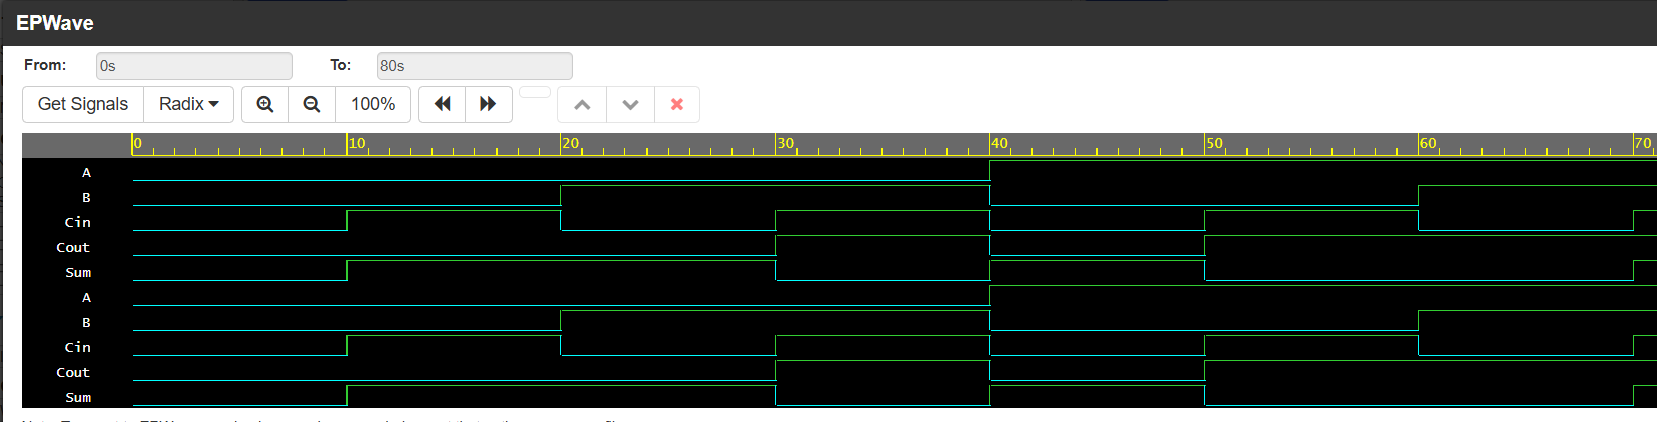 EPWave
From: 0s To: 80s
Get Signals Radix 100%
0 10 20 30 40 50 60 70
A
B
Cin
Cout
Sum
A
B
Cin
Cout
Sum